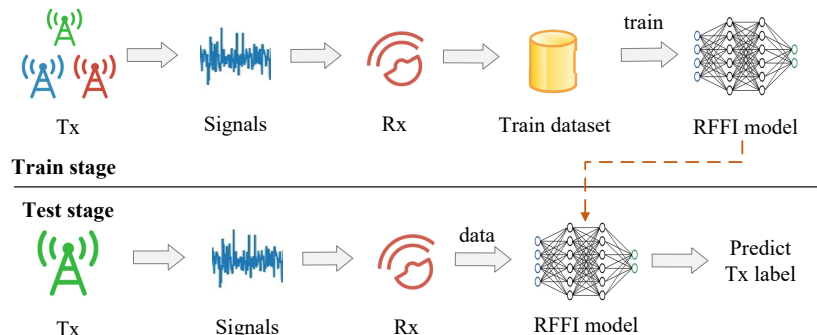 train
Tx
Signals
Rx
Train dataset
RFFI model
Train stage
Test stage
data
Predict
Tx label
Tx
Signals
Rx
RFFI model